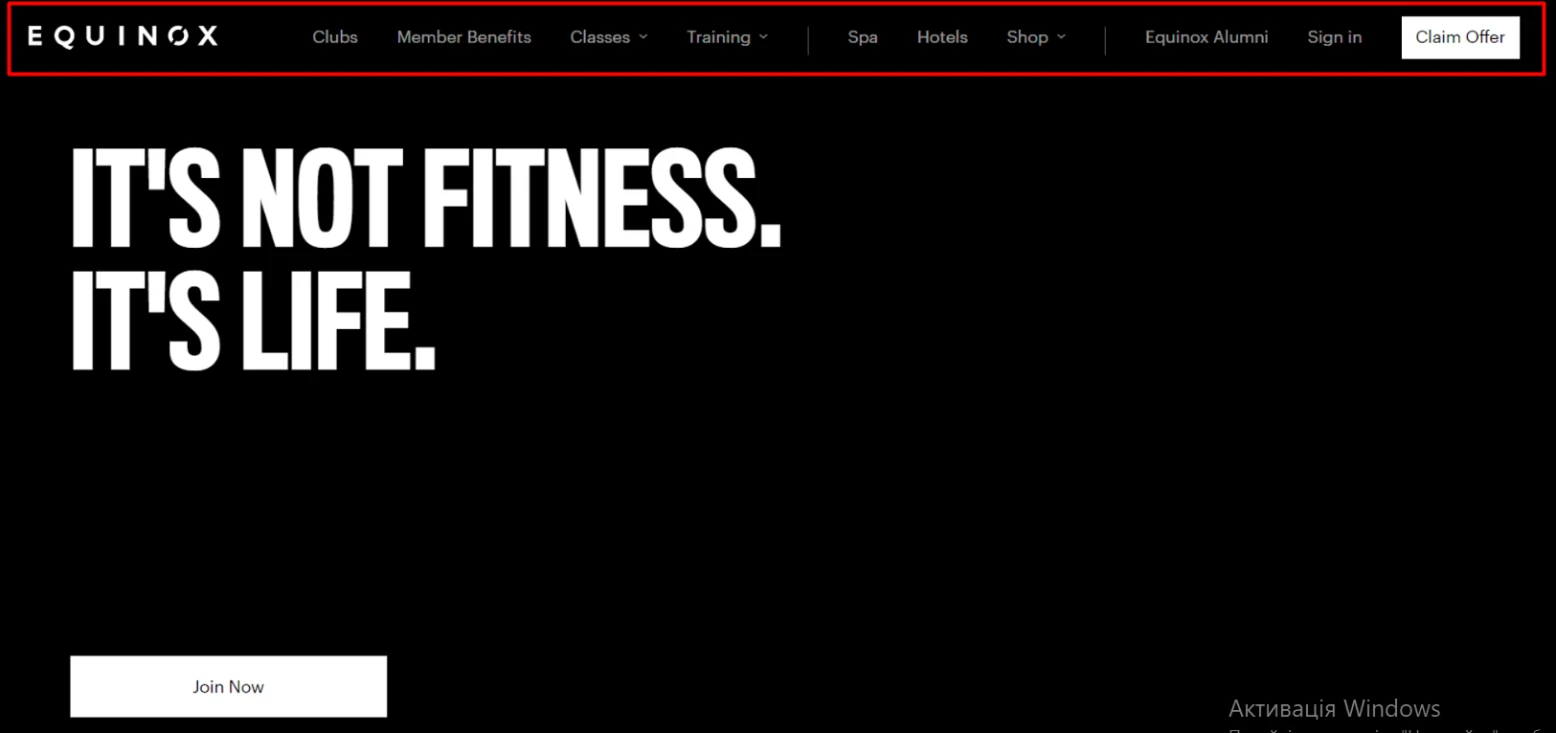 EQUINOX Clubs Member Benefits Classes Training Spa Hotels Shop Equinox Alumni Sign in Claim Offer
IT'S NOT FITNESS.
IT'S LIFE.
Join Now
Активація Windows